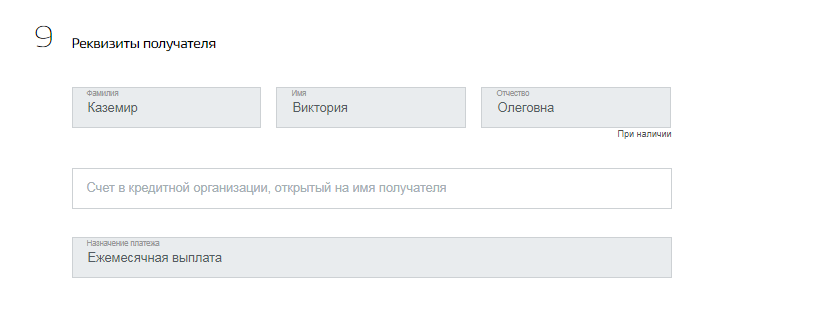 9 Реквизиты получателя
Фамилия Имя Отчество
Каземир Виктория Олеговна
При наличии
Счет в кредитной организации, открытый на имя получателя
Назначение платежа
Ежемесячная выплата